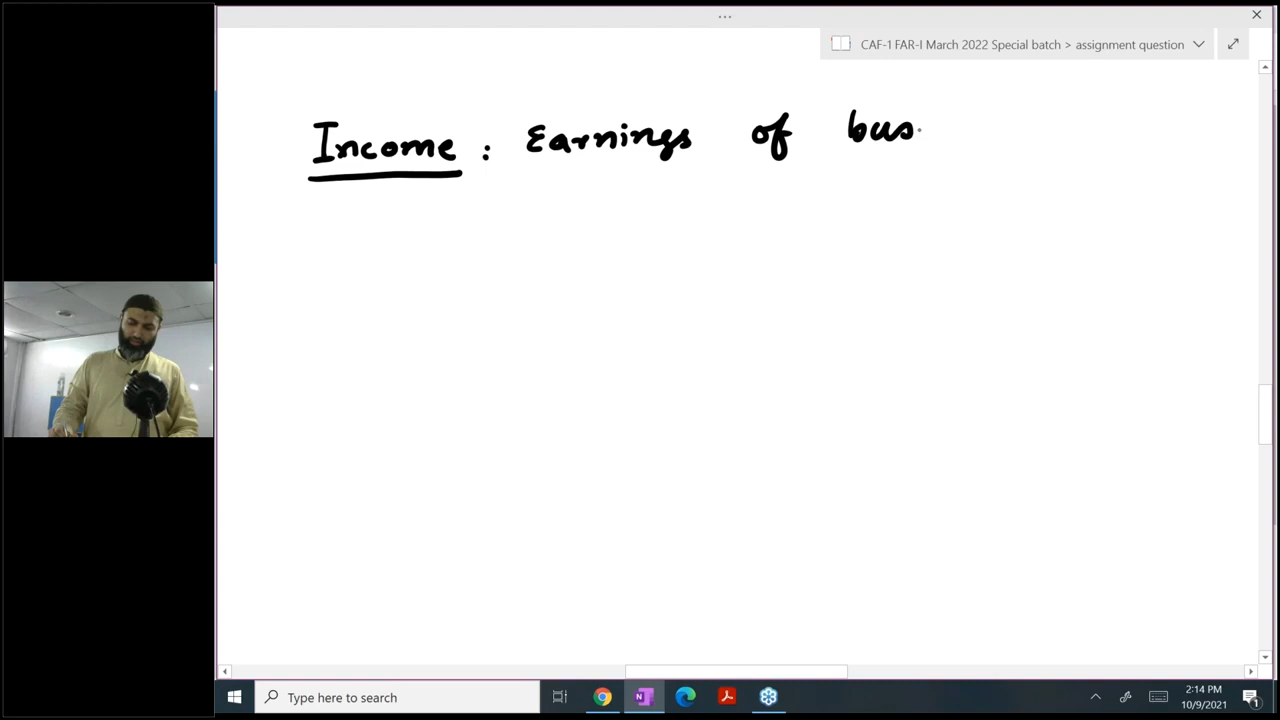 CAF-1 FAR-I March 2022 Special batch > assignment question
Income : Earnings of bus
Type here to search
2:14 PM
10/9/2021
1